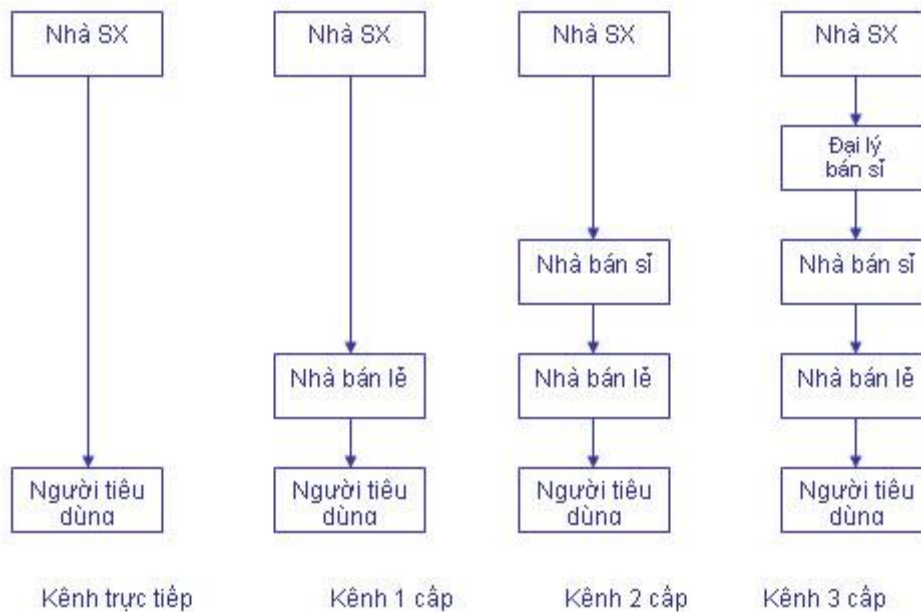 Nhà SX
Nhà SX
Nhà SX
Nhà SX
Đại lý
bán sỉ
Nhà bán sỉ
Nhà bán sỉ
Nhà bán lẻ
Nhà bán lẻ
Nhà bán lẻ
Người tiêu
dùng
Người tiêu
dùng
Người tiêu
dùng
Người tiêu
dùng
Kênh trực tiếp
Kênh 1 cấp
Kênh 2 cấp
Kênh 3 cấp